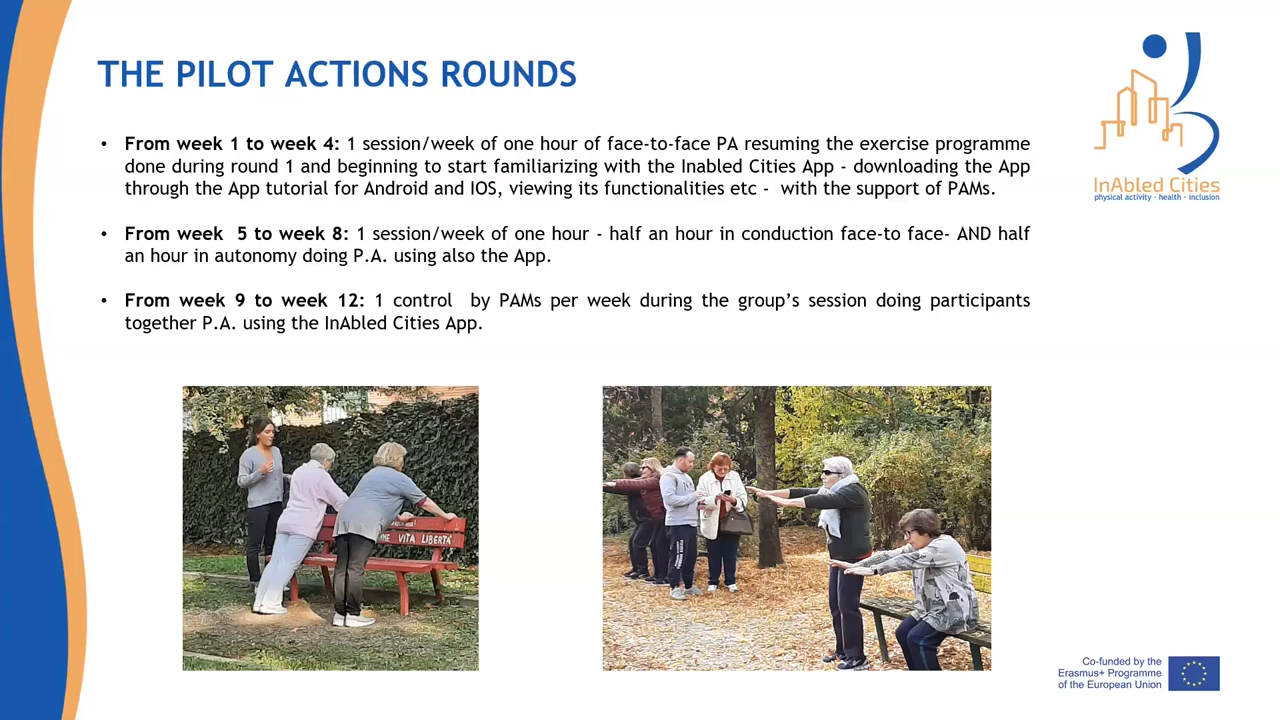 THE PILOT ACTIONS ROUNDS
• From week 1 to week 4: 1 session/week of one hour of face-to-face PA resuming the exercise programme
done during round 1 and beginning to start familiarizing with the Inabled Cities App - downloading the App
through the App tutorial for Android and IOS, viewing its functionalities etc - with the support of PAMs.
• From week 5 to week 8: 1 session/week of one hour - half an hour in conduction face-to face- AND half
an hour in autonomy doing P.A. using also the App.
• From week 9 to week 12: 1 control by PAMs per week during the group's session doing participants
together P.A. using the InAbled Cities App.
InAbled Cities
physical activity - health - inclusion
VITA LIBERTA'
Co-funded by the
Erasmus+ Programme
of the European Union